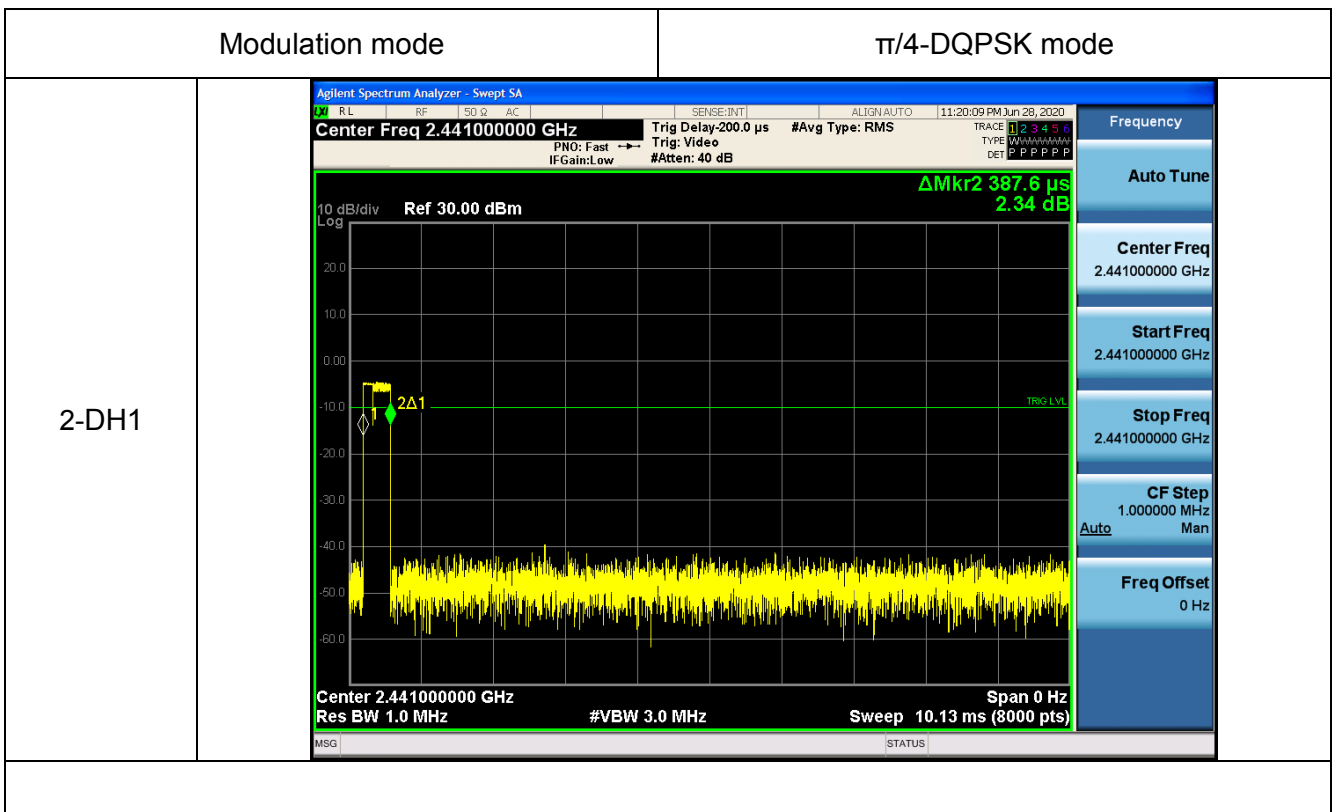 Modulation mode
π/4-DQPSK mode
2-DH1
Agilent Spectrum Analyzer - Swept SA
LXI RL RF 50 Ω AC SENSE:INT ALIGN AUTO 11:20:09 PM Jun 28, 2020
Center Freq 2.441000000 GHz
PNO: Fast
IFGain:Low
Trig Delay-200.0 µs
Trig: Video
#Atten: 40 dB
#Avg Type: RMS
TRACE 1 2 3 4 5 6
TYPE WWWWWW
DET P P P P P P
ΔMkr2 387.6 µs
2.34 dB
10 dB/div
Log
Ref 30.00 dBm
20.0
10.0
0.00
-10.0
-20.0
-30.0
-40.0
-50.0
-60.0
1
2Δ1
TRIG LVL
Center 2.441000000 GHz
Span 0 Hz
Res BW 1.0 MHz
#VBW 3.0 MHz
Sweep 10.13 ms (8000 pts)
MSG
STATUS
Frequency
Auto Tune
Center Freq
2.441000000 GHz
Start Freq
2.441000000 GHz
Stop Freq
2.441000000 GHz
CF Step
1.000000 MHz
Auto Man
Freq Offset
0 Hz